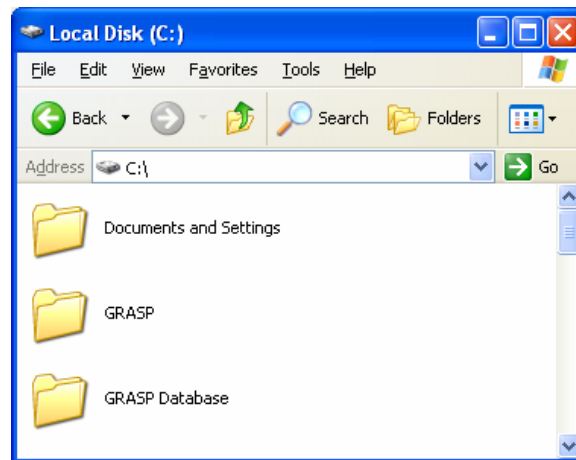 Local Disk (C:)
File Edit View Favorites Tools Help
Back Search Folders
Address C:\ Go
Documents and Settings
GRASP
GRASP Database